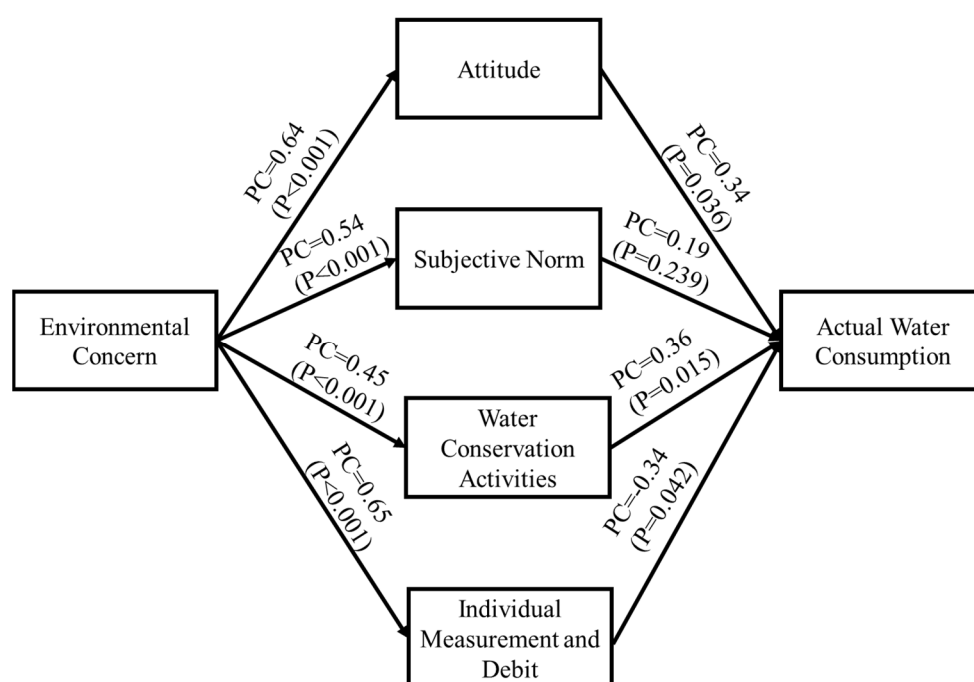 Attitude
PC=0.64
(P<0.001)
PC=0.34
(P=0.036)
PC=0.54
(P<0.001)
Subjective Norm
PC=0.19
(P=0.239)
Environmental
Concern
Actual Water
Consumption
PC=0.45
(P<0.001)
Water
Conservation
Activities
PC=0.36
(P=0.015)
PC=0.65
(P<0.001)
PC=-0.34
(P=0.042)
Individual
Measurement and
Debit